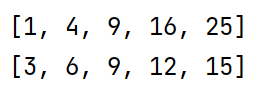 [1, 4, 9, 16, 25]
[3, 6, 9, 12, 15]